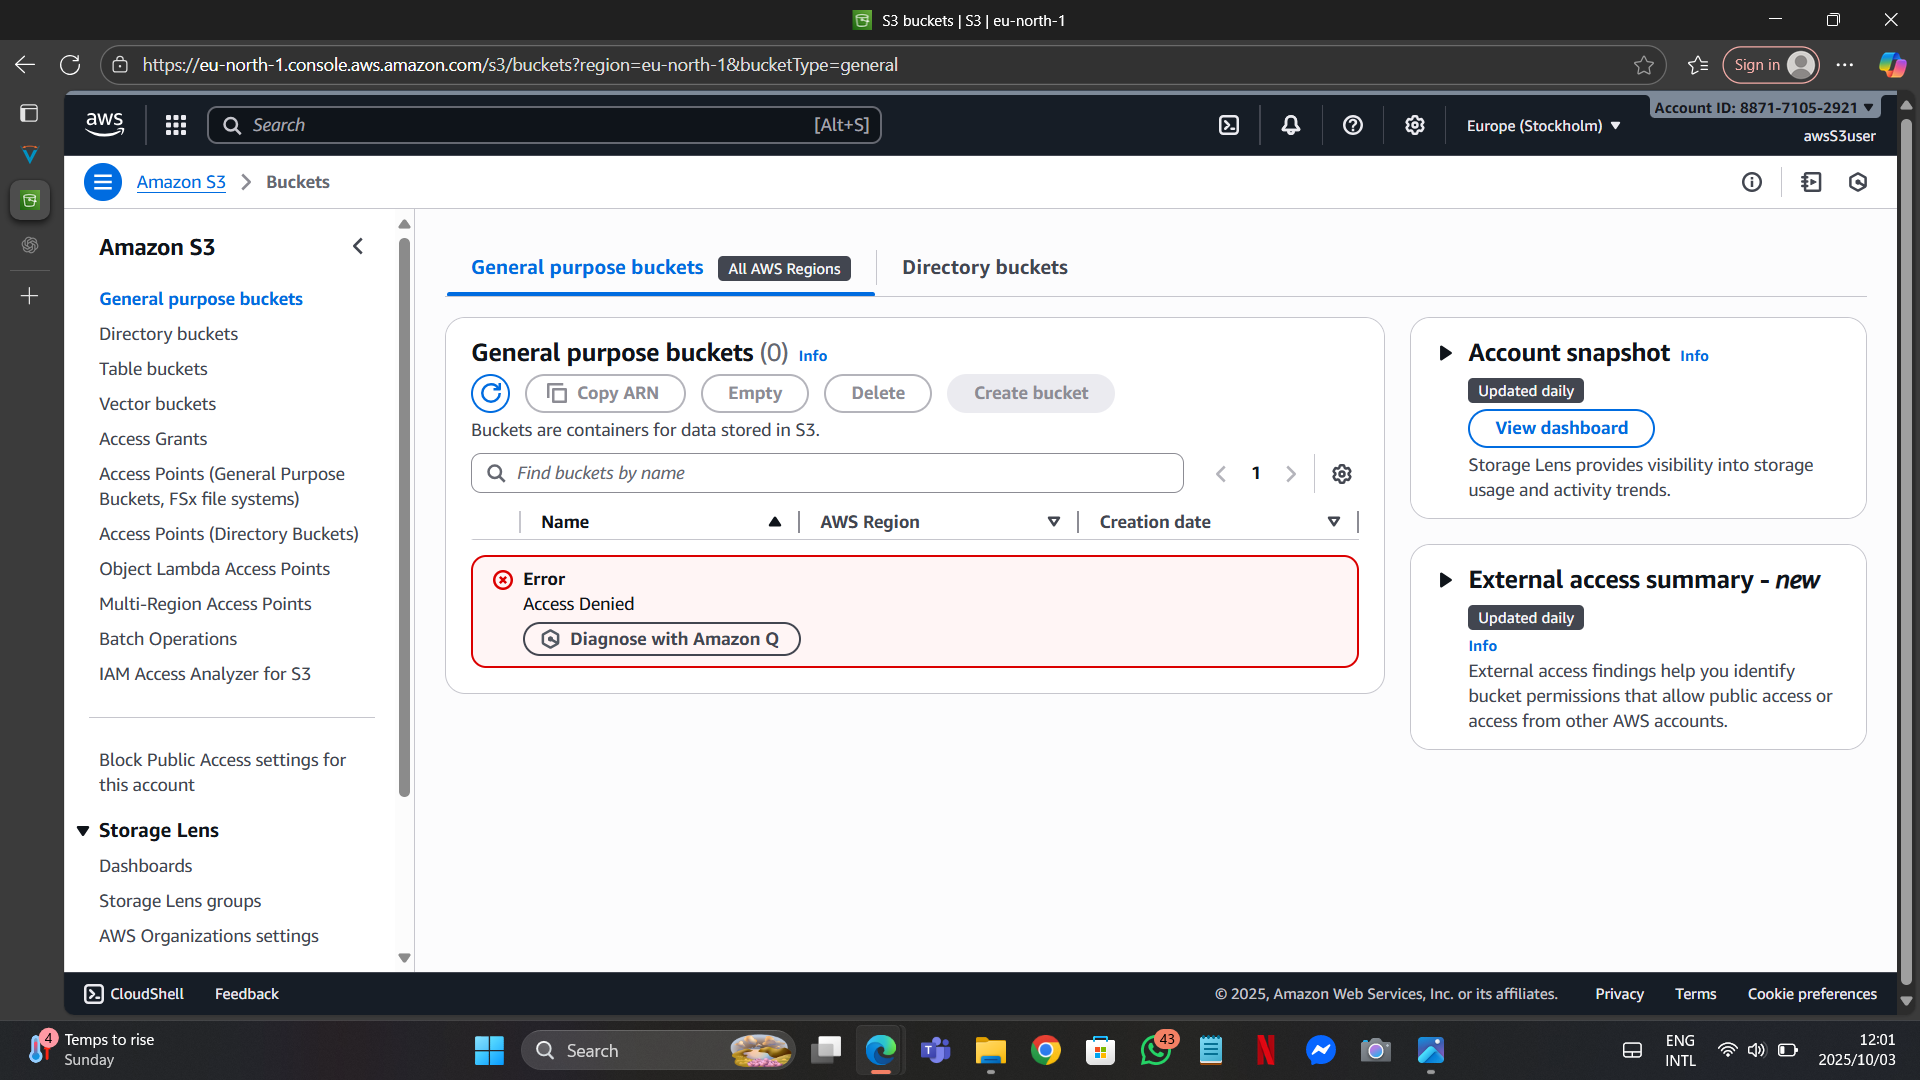 S3 buckets | S3 | eu-north-1
https://eu-north-1.console.aws.amazon.com/s3/buckets?region=eu-north-1&bucketType=general
Sign in
aws
Search
[Alt+S]
Europe (Stockholm)
Account ID: 8871-7105-2921
awsS3user
Amazon S3
Buckets
Amazon S3
General purpose buckets
Directory buckets
Table buckets
Vector buckets
Access Grants
Access Points (General Purpose
Buckets, FSx file systems)
Access Points (Directory Buckets)
Object Lambda Access Points
Multi-Region Access Points
Batch Operations
IAM Access Analyzer for S3
Block Public Access settings for
this account
Storage Lens
Dashboards
Storage Lens groups
AWS Organizations settings
General purpose buckets All AWS Regions
Directory buckets
General purpose buckets (0) Info
Copy ARN
Empty
Delete
Create bucket
Buckets are containers for data stored in S3.
Find buckets by name
1
Name
AWS Region
Creation date
Error
Access Denied
Diagnose with Amazon Q
Account snapshot Info
Updated daily
View dashboard
Storage Lens provides visibility into storage
usage and activity trends.
External access summary - new
Updated daily
Info
External access findings help you identify
bucket permissions that allow public access or
access from other AWS accounts.
CloudShell
Feedback
© 2025, Amazon Web Services, Inc. or its affiliates.
Privacy
Terms
Cookie preferences
4
Temps to rise
Sunday
Search
43
ENG
INTL
12:01
2025/10/03